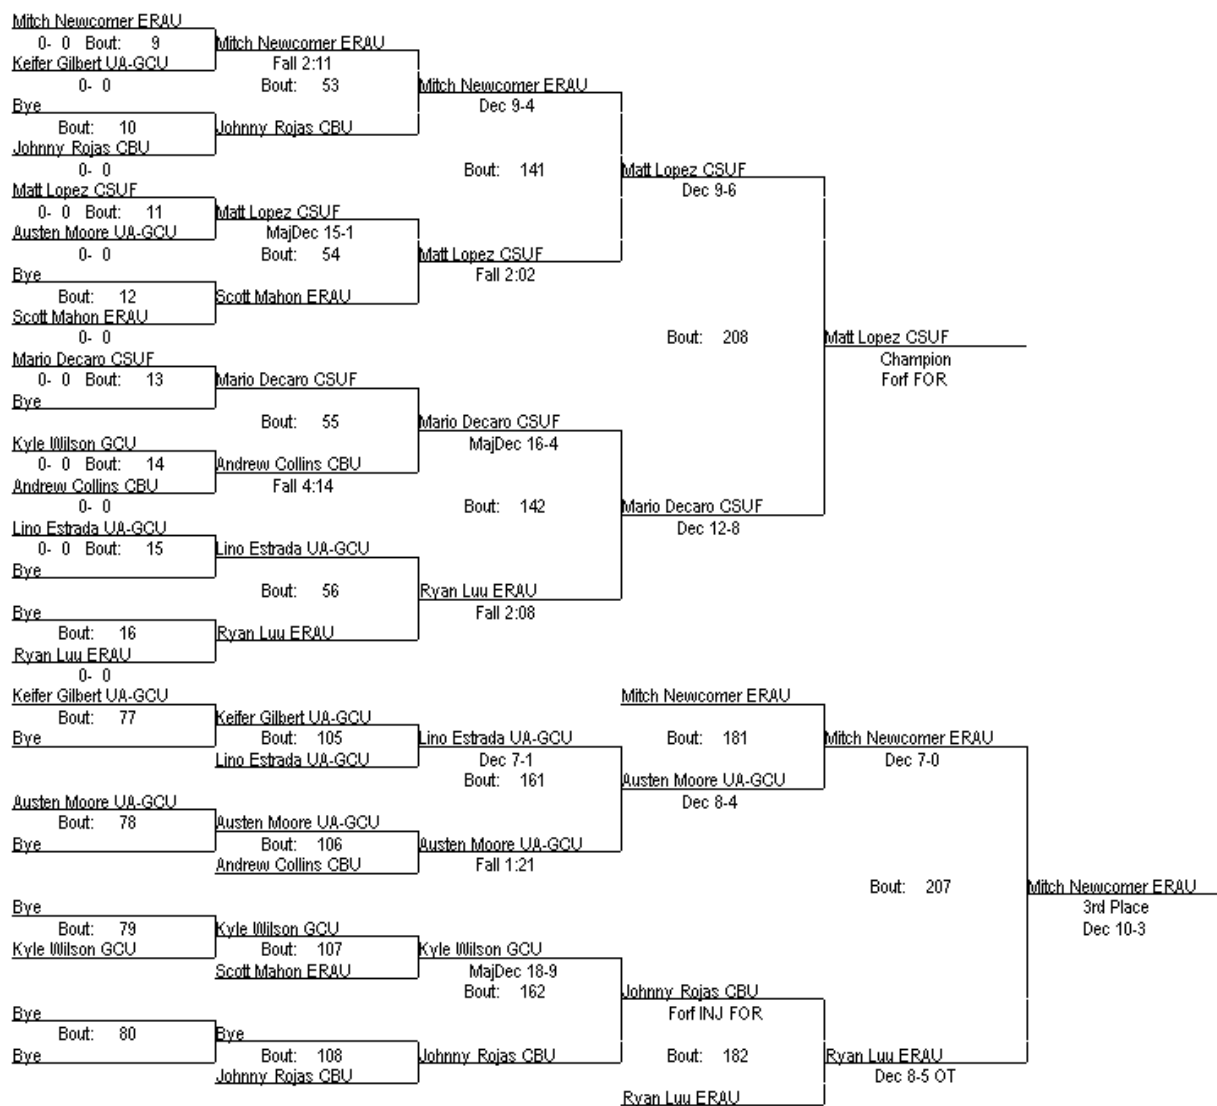 Mitch Newcomer ERAU
0- 0 Bout: 9 Mitch Newcomer ERAU
Keifer Gilbert UA-GCU Fall 2:11
0- 0 Bout: 53 Mitch Newcomer ERAU
Bye Dec 9-4
Bout: 10 Johnny Rojas CBU
Johnny Rojas CBU
0- 0 Bout: 141 Matt Lopez CSUF
Matt Lopez CSUF Dec 9-6
0- 0 Bout: 11 Matt Lopez CSUF
Austen Moore UA-GCU MajDec 15-1
0- 0 Bout: 54 Matt Lopez CSUF
Bye Fall 2:02
Bout: 12 Scott Mahon ERAU
Scott Mahon ERAU
0- 0 Bout: 208 Matt Lopez CSUF
Mario Decaro CSUF Champion
0- 0 Bout: 13 Mario Decaro CSUF Forf FOR
Bye
Bout: 55 Mario Decaro CSUF
Kyle Wilson GCU MajDec 16-4
0- 0 Bout: 14 Andrew Collins CBU
Andrew Collins CBU Fall 4:14
0- 0 Bout: 142 Mario Decaro CSUF
Lino Estrada UA-GCU Dec 12-8
0- 0 Bout: 15 Lino Estrada UA-GCU
Bye
Bout: 56 Ryan Luu ERAU
Bye Fall 2:08
Bout: 16 Ryan Luu ERAU
Ryan Luu ERAU
0- 0
Keifer Gilbert UA-GCU Mitch Newcomer ERAU
Bout: 77 Keifer Gilbert UA-GCU
Bye Bout: 105 Lino Estrada UA-GCU Bout: 181 Mitch Newcomer ERAU
Lino Estrada UA-GCU Dec 7-1 Dec 7-0
Bout: 161 Austen Moore UA-GCU
Austen Moore UA-GCU Dec 8-4
Bout: 78 Austen Moore UA-GCU
Bye Bout: 106 Austen Moore UA-GCU
Andrew Collins CBU Fall 1:21
Bout: 207 Mitch Newcomer ERAU
Bye 3rd Place
Bout: 79 Kyle Wilson GCU Dec 10-3
Kyle Wilson GCU Bout: 107 Kyle Wilson GCU
Scott Mahon ERAU MajDec 18-9
Bout: 162 Johnny Rojas CBU
Bye Forf INJ FOR
Bout: 80 Bye
Bye Bout: 108 Johnny Rojas CBU Bout: 182 Ryan Luu ERAU
Johnny Rojas CBU Dec 8-5 OT
Ryan Luu ERAU